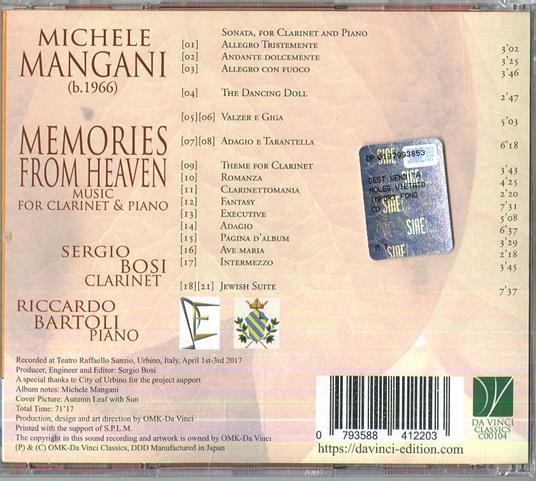 MICHELE
MANGANI
(b.1966)
MEMORIES
FROM HEAVEN
MUSIC
FOR CLARINET & PIANO
SERGIO
BOSI
CLARINET
RICCARDO
BARTOLI
PIANO
Sonata, for Clarinet and Piano
[01] Allegro Tristemente 3'02
[02] Andante dolcemente 3'25
[03] Allegro con fuoco 3'46
[04] The Dancing Doll 2'47
[05][06] Valzer e Giga 5'03
[07][08] Adagio e Tarantella 6'18
[09] Theme for Clarinet 3'43
[10] Romanza 4'25
[11] Clarinettomania 2'20
[12] Fantasy 7'31
[13] Executive 5'08
[14] Adagio 6'37
[15] Pagina d'album 3'29
[16] Ave Maria 2'18
[17] Intermezzo 3'45
[18][21] Jewish Suite 7'37
SIAE
SIAE
SIAE
SIAE
Recorded at Teatro Raffaello Sanzio, Urbino, Italy, April 1st-3rd 2017
Producer, Engineer and Editor: Sergio Bosi
A special thanks to City of Urbino for the project support
Album notes: Michele Mangani
Cover Picture: Autumn Leaf with Sun
Total Time: 71'17
Production, design and art direction by OMK-Da Vinci
Printed with the support of S.P.L.M.
The copyright in this sound recording and artwork is owned by OMK-Da Vinci
(P) & (C) OMK-Da Vinci Classics, DDD Manufactured in Japan
0 793588 412203
https://davinci-edition.com
DA VINCI
CLASSICS
C00104